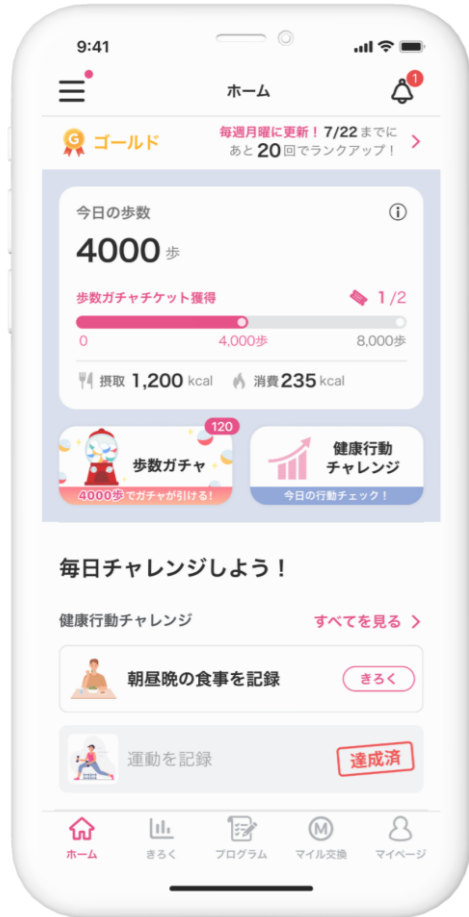 9:41
ホーム
1
G
ゴールド
毎週月曜に更新！7/22 までに
あと 20 回でランクアップ！
今日の歩数
4000 歩
歩数ガチャチケット獲得
1/2
0
4,000歩
8,000歩
摂取 1,200 kcal
消費 235 kcal
120
歩数ガチャ
4000歩でガチャが引ける!
健康行動
チャレンジ
今日の行動チェック！
毎日チャレンジしよう！
健康行動チャレンジ
すべてを見る
朝昼晩の食事を記録
きろく
運動を記録
達成済
M
ホーム
きろく
プログラム
マイル交換
マイページ